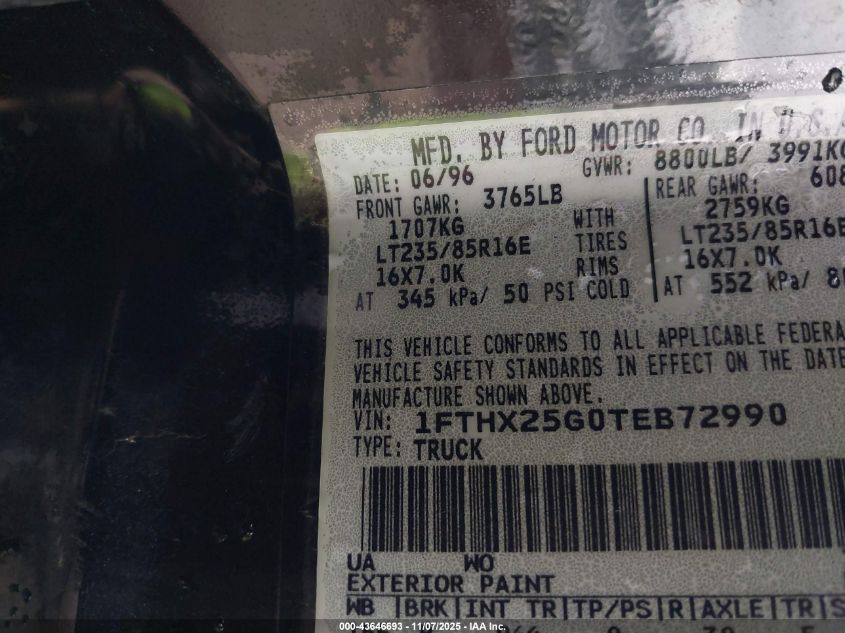 MFD. BY FORD MOTOR CO. IN U.S.A
DATE: 06/96 GVWR: 8800LB/ 3991KG
FRONT GAWR: 3765LB REAR GAWR: 608
1707KG WITH 2759KG
LT235/85R16E TIRES LT235/85R16E
16X7.0K RIMS 16X7.0K
AT 345 kPa/ 50 PSI COLD AT 552 kPa/ 8
THIS VEHICLE CONFORMS TO ALL APPLICABLE FEDERA
VEHICLE SAFETY STANDARDS IN EFFECT ON THE DATE
MANUFACTURE SHOWN ABOVE.
VIN: 1FTHX25G0TEB72990
TYPE: TRUCK
UA WO
EXTERIOR PAINT
WB |BRK|INT TR|TP/PS|R|AXLE|TR|S
000-43646693 - 11/07/2025 - IAA Inc.